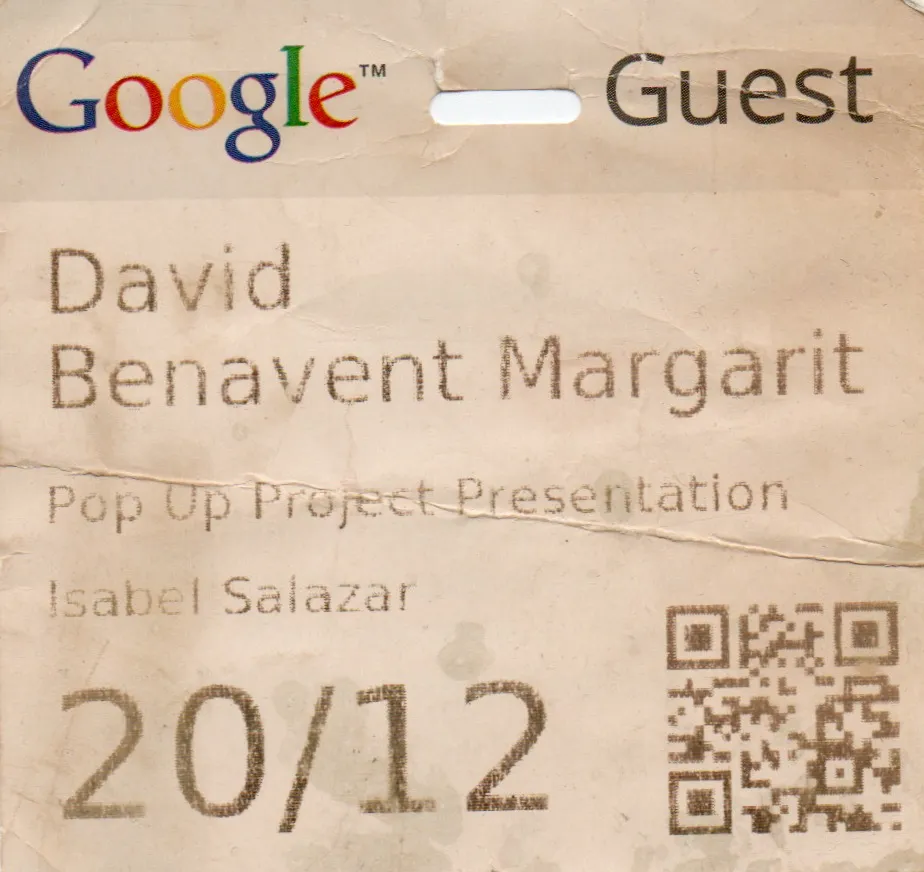 Google™ Guest
David
Benavent Margarit
Pop Up Project Presentation
Isabel Salazar
20/12